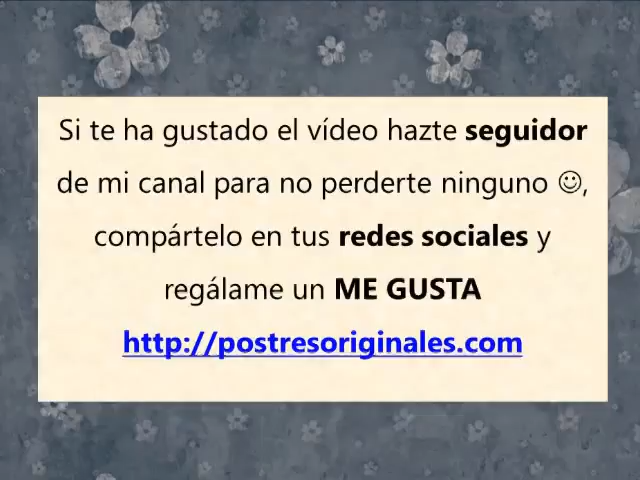 Si te ha gustado el vídeo hazte seguidor
de mi canal para no perderte ninguno ☺,
compártelo en tus redes sociales y
regálame un ME GUSTA
http://postresoriginales.com